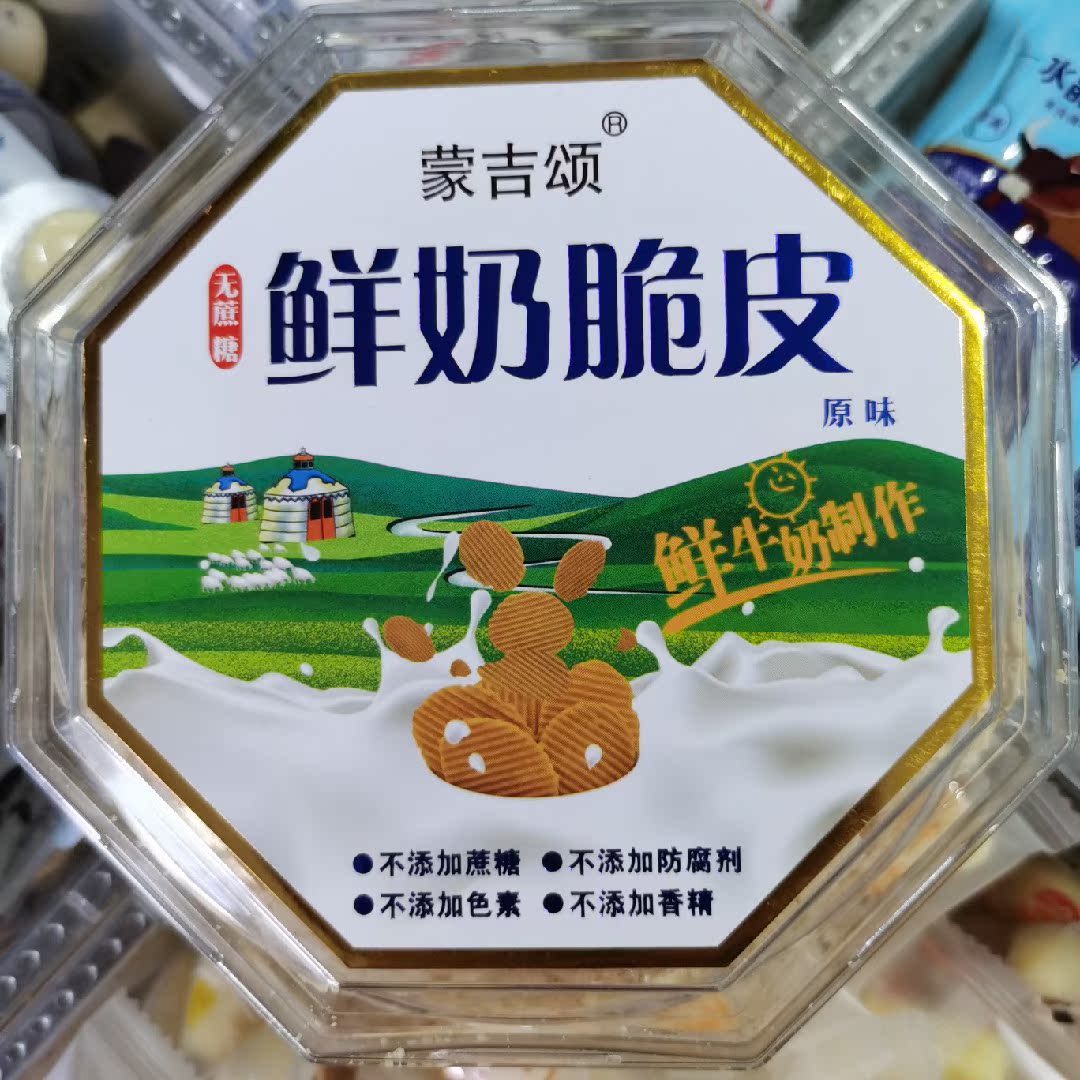 蒙吉颂®
无蔗糖
鲜奶脆皮
原味
鲜牛奶制作
●不添加蔗糖 ●不添加防腐剂
●不添加色素 ●不添加香精